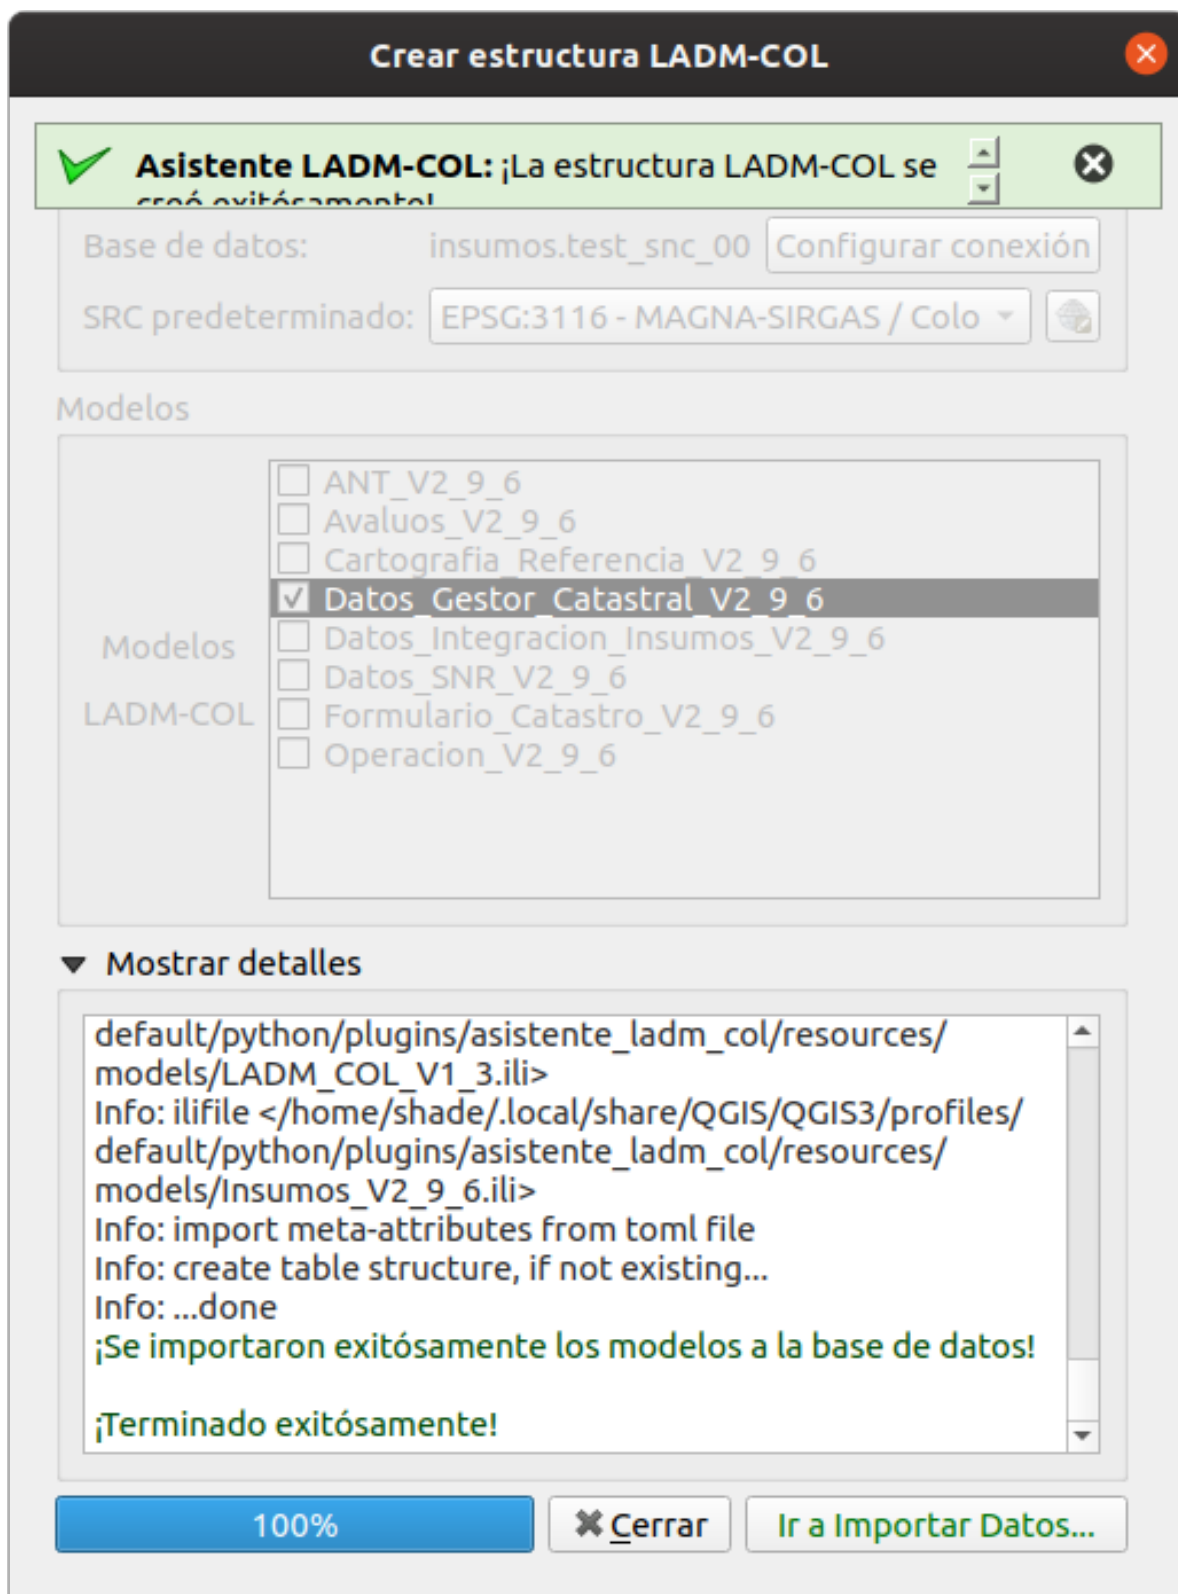 Crear estructura LADM-COL
Asistente LADM-COL: ¡La estructura LADM-COL se
creó exitósamente!
Base de datos: insumos.test_snc_00 Configurar conexión
SRC predeterminado: EPSG:3116 - MAGNA-SIRGAS / Colo
Modelos
Modelos
LADM-COL
ANT_V2_9_6
Avaluos_V2_9_6
Cartografia_Referencia_V2_9_6
Datos_Gestor_Catastral_V2_9_6
Datos_Integracion_Insumos_V2_9_6
Datos_SNR_V2_9_6
Formulario_Catastro_V2_9_6
Operacion_V2_9_6
Mostrar detalles
default/python/plugins/asistente_ladm_col/resources/
models/LADM_COL_V1_3.ili>
Info: ilifile </home/shade/.local/share/QGIS/QGIS3/profiles/
default/python/plugins/asistente_ladm_col/resources/
models/Insumos_V2_9_6.ili>
Info: import meta-attributes from toml file
Info: create table structure, if not existing...
Info: ...done
¡Se importaron exitósamente los modelos a la base de datos!
¡Terminado exitósamente!
100% Cerrar Ir a Importar Datos...